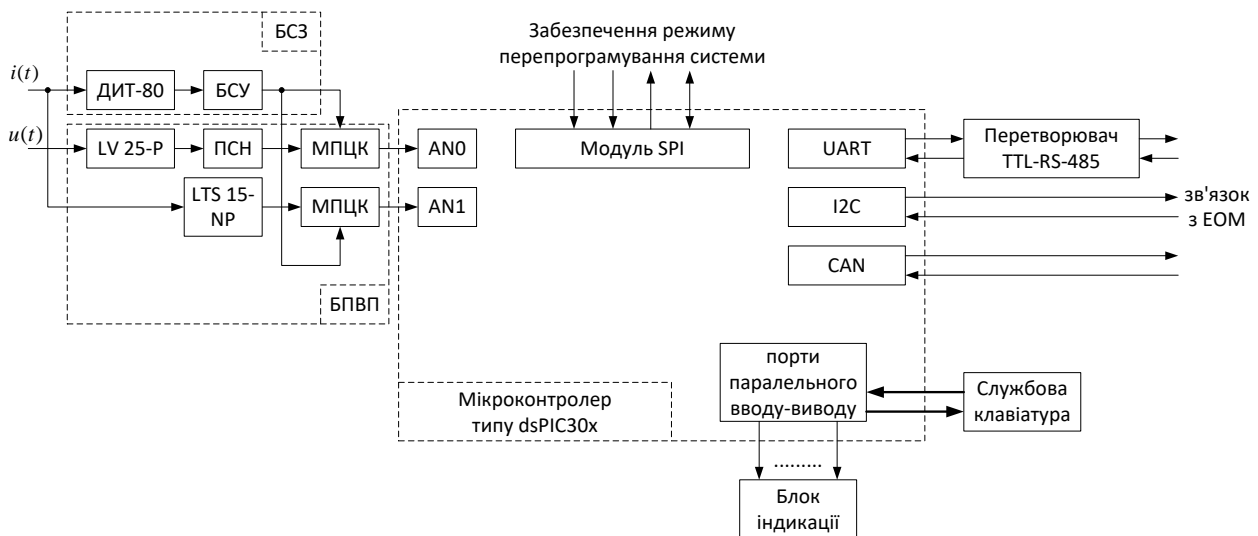 БСЗ
Забезпечення режиму
перепрограмування системи
i(t)
ДИТ-80
БСУ
u(t)
LV 25-P
ПСН
МПЦК
AN0
Модуль SPI
UART
Перетворювач
TTL-RS-485
LTS 15-
NP
МПЦК
AN1
I2C
зв'язок
з ЕОМ
CAN
БПВП
порти
паралельного
вводу-виводу
Службова
клавіатура
Мікроконтролер
типу dsPIC30x
.........
Блок
індикації